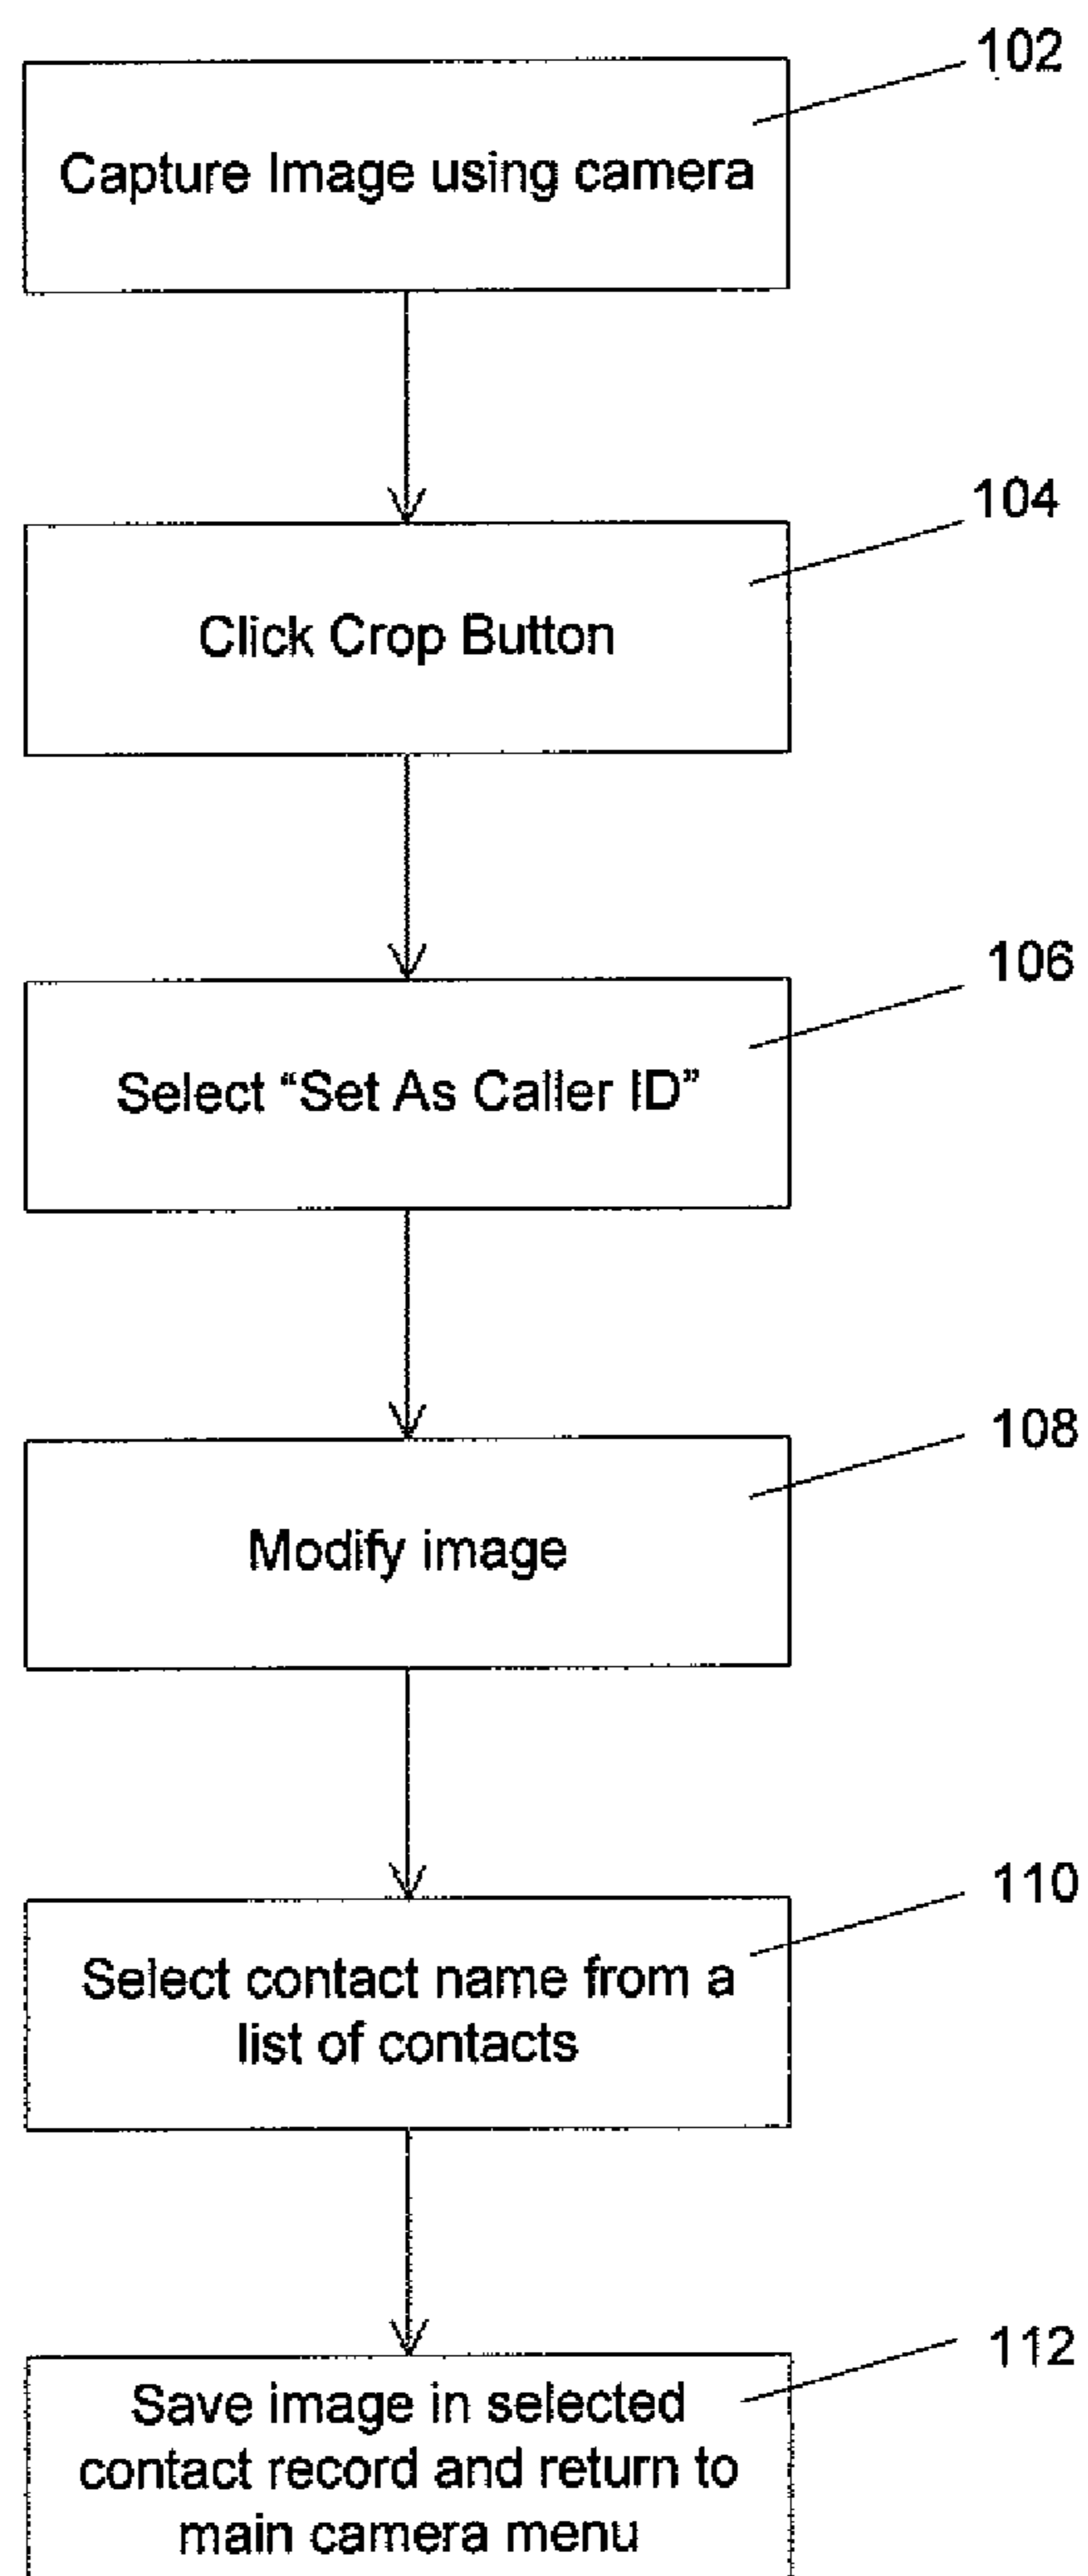 102
Capture Image using camera
104
Click Crop Button
106
Select “Set As Caller ID”
108
Modify image
110
Select contact name from a
list of contacts
112
Save image in selected
contact record and return to
main camera menu